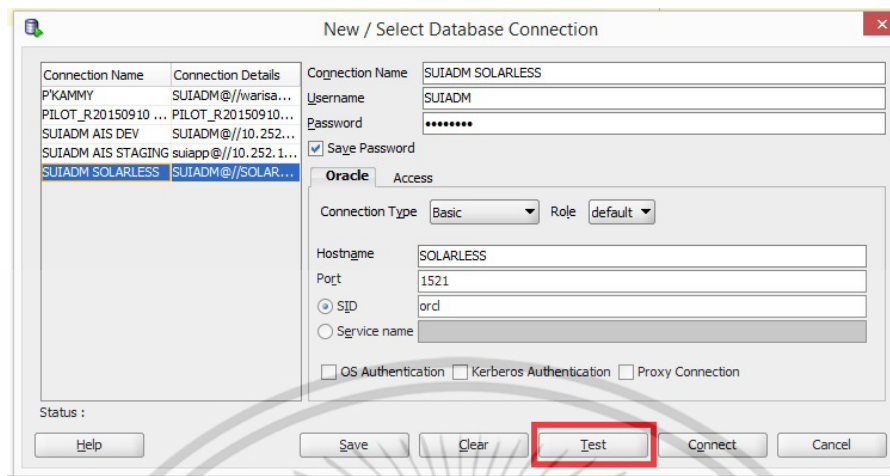 New / Select Database Connection
Connection Name Connection Details
P'KAMMY SUIADM@//warisa...
PILOT_R20150910 ... PILOT_R20150910...
SUIADM AIS DEV SUIADM@//10.252...
SUIADM AIS STAGING suiapp@//10.252.1...
SUIADM SOLARLESS SUIADM@//SOLAR...
Connection Name SUIADM SOLARLESS
Username SUIADM
Password ••••••••
Save Password
Oracle Access
Connection Type Basic Role default
Hostname SOLARLESS
Port 1521
SID orcl
Service name
OS Authentication Kerberos Authentication Proxy Connection
Status :
Help Save Clear Test Connect Cancel